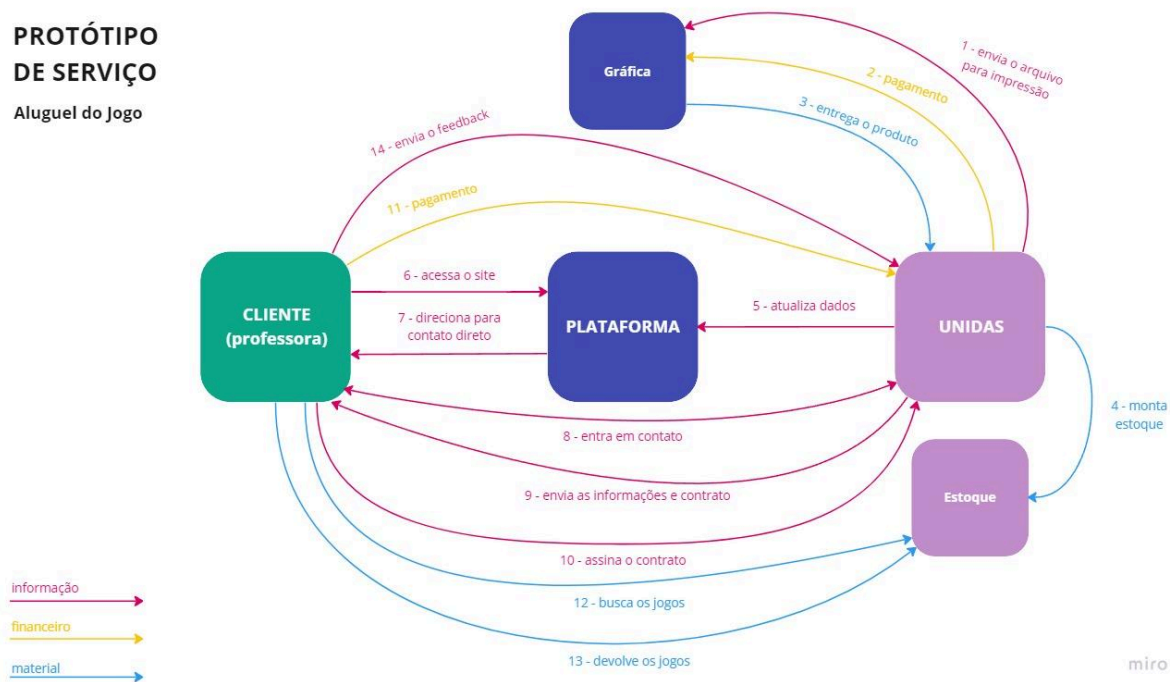 PROTÓTIPO
DE SERVIÇO
Aluguel do Jogo
Gráfica
1 - envia o arquivo
para impressão
2 - pagamento
3 - entrega o produto
14 - envia o feedback
11 - pagamento
CLIENTE
(professora)
6 - acessa o site
7 - direciona para
contato direto
PLATAFORMA
5 - atualiza dados
UNIDAS
4 - monta
estoque
8 - entra em contato
9 - envia as informações e contrato
Estoque
10 - assina o contrato
12 - busca os jogos
13 - devolve os jogos
informação
financeiro
material
miro